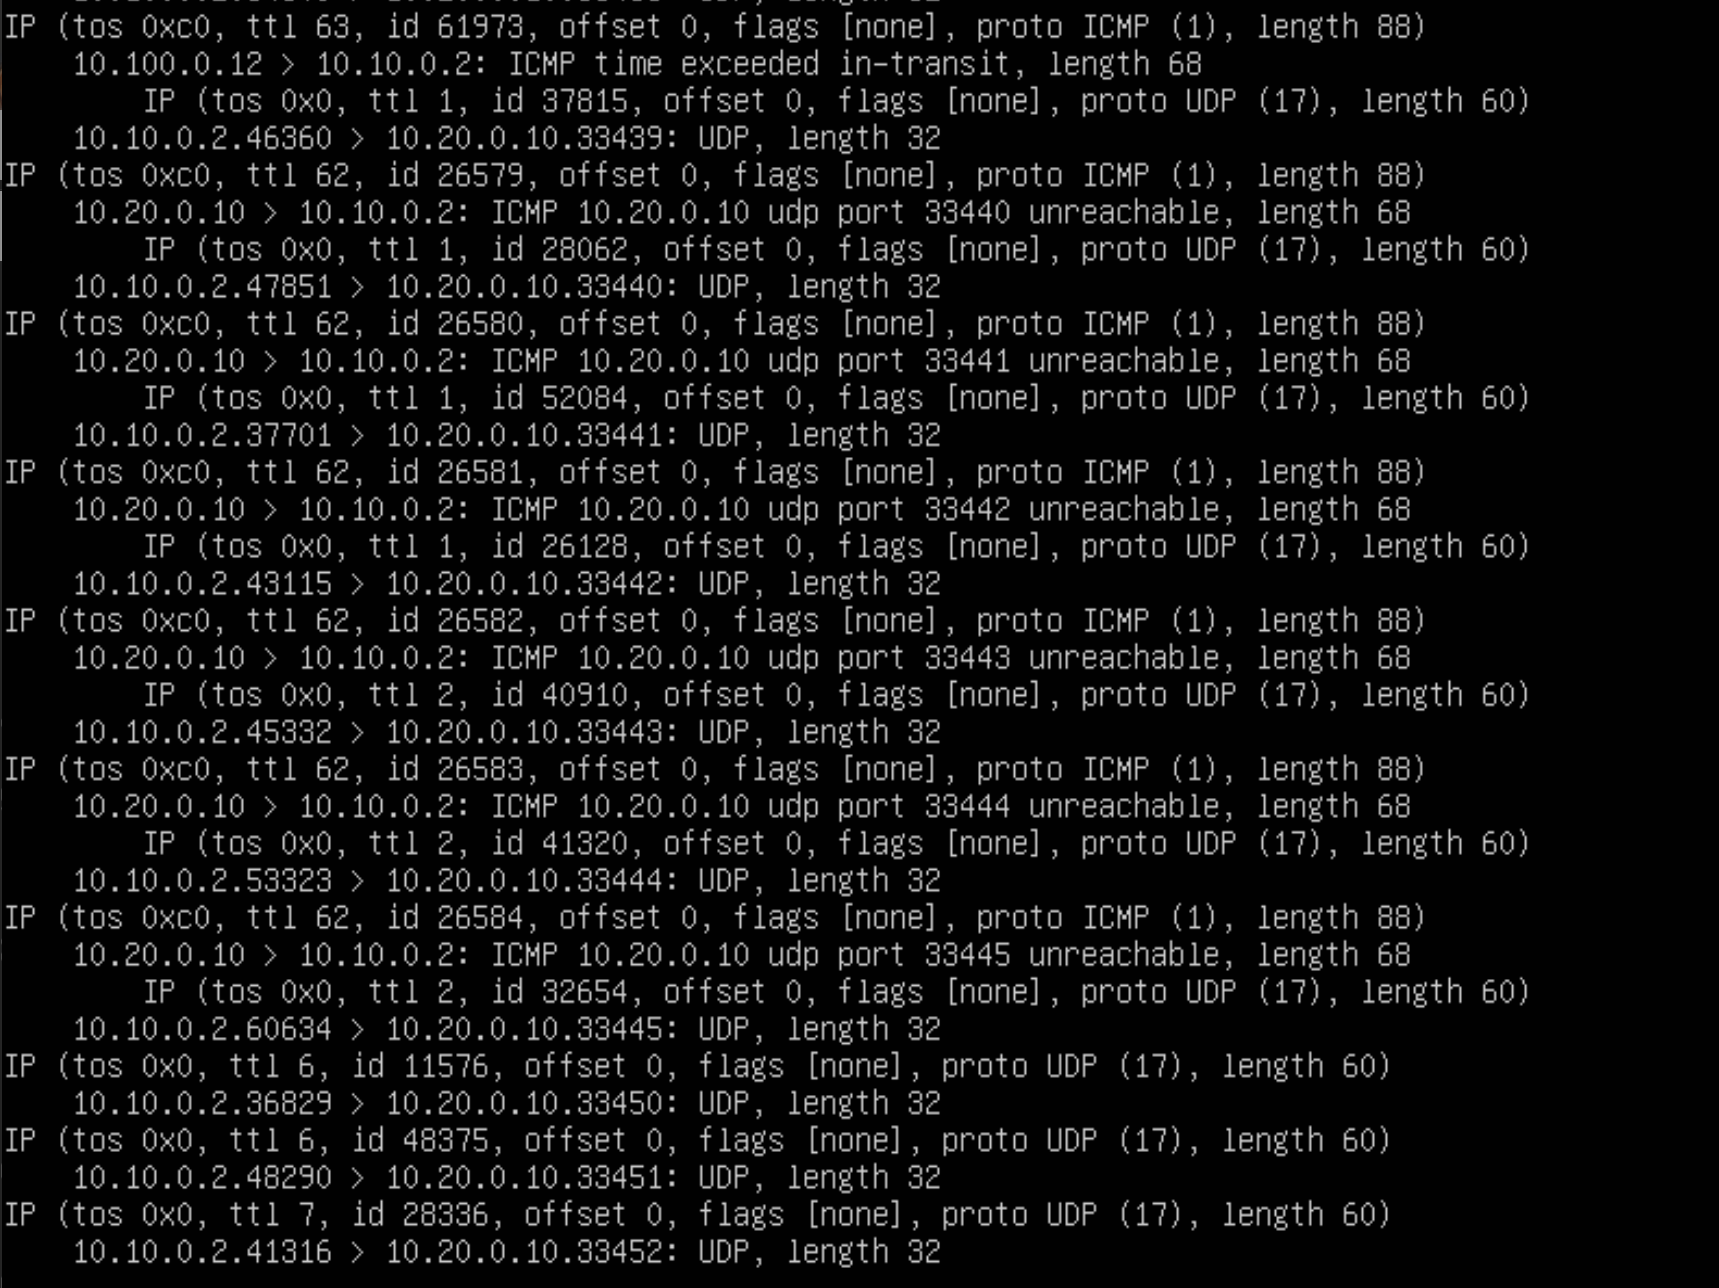 IP (tos 0xc0, ttl 63, id 61973, offset 0, flags [none], proto ICMP (1), length 88)
10.100.0.12 > 10.10.0.2: ICMP time exceeded in-transit, length 68
IP (tos 0x0, ttl 1, id 37815, offset 0, flags [none], proto UDP (17), length 60)
10.10.0.2.46360 > 10.20.0.10.33439: UDP, length 32
IP (tos 0xc0, ttl 62, id 26579, offset 0, flags [none], proto ICMP (1), length 88)
10.20.0.10 > 10.10.0.2: ICMP 10.20.0.10 udp port 33440 unreachable, length 68
IP (tos 0x0, ttl 1, id 28062, offset 0, flags [none], proto UDP (17), length 60)
10.10.0.2.47851 > 10.20.0.10.33440: UDP, length 32
IP (tos 0xc0, ttl 62, id 26580, offset 0, flags [none], proto ICMP (1), length 88)
10.20.0.10 > 10.10.0.2: ICMP 10.20.0.10 udp port 33441 unreachable, length 68
IP (tos 0x0, ttl 1, id 52084, offset 0, flags [none], proto UDP (17), length 60)
10.10.0.2.37701 > 10.20.0.10.33441: UDP, length 32
IP (tos 0xc0, ttl 62, id 26581, offset 0, flags [none], proto ICMP (1), length 88)
10.20.0.10 > 10.10.0.2: ICMP 10.20.0.10 udp port 33442 unreachable, length 68
IP (tos 0x0, ttl 1, id 26128, offset 0, flags [none], proto UDP (17), length 60)
10.10.0.2.43115 > 10.20.0.10.33442: UDP, length 32
IP (tos 0xc0, ttl 62, id 26582, offset 0, flags [none], proto ICMP (1), length 88)
10.20.0.10 > 10.10.0.2: ICMP 10.20.0.10 udp port 33443 unreachable, length 68
IP (tos 0x0, ttl 2, id 40910, offset 0, flags [none], proto UDP (17), length 60)
10.10.0.2.45332 > 10.20.0.10.33443: UDP, length 32
IP (tos 0xc0, ttl 62, id 26583, offset 0, flags [none], proto ICMP (1), length 88)
10.20.0.10 > 10.10.0.2: ICMP 10.20.0.10 udp port 33444 unreachable, length 68
IP (tos 0x0, ttl 2, id 41320, offset 0, flags [none], proto UDP (17), length 60)
10.10.0.2.53323 > 10.20.0.10.33444: UDP, length 32
IP (tos 0xc0, ttl 62, id 26584, offset 0, flags [none], proto ICMP (1), length 88)
10.20.0.10 > 10.10.0.2: ICMP 10.20.0.10 udp port 33445 unreachable, length 68
IP (tos 0x0, ttl 2, id 32654, offset 0, flags [none], proto UDP (17), length 60)
10.10.0.2.60634 > 10.20.0.10.33445: UDP, length 32
IP (tos 0x0, ttl 6, id 11576, offset 0, flags [none], proto UDP (17), length 60)
10.10.0.2.36829 > 10.20.0.10.33450: UDP, length 32
IP (tos 0x0, ttl 6, id 48375, offset 0, flags [none], proto UDP (17), length 60)
10.10.0.2.48290 > 10.20.0.10.33451: UDP, length 32
IP (tos 0x0, ttl 7, id 28336, offset 0, flags [none], proto UDP (17), length 60)
10.10.0.2.41316 > 10.20.0.10.33452: UDP, length 32